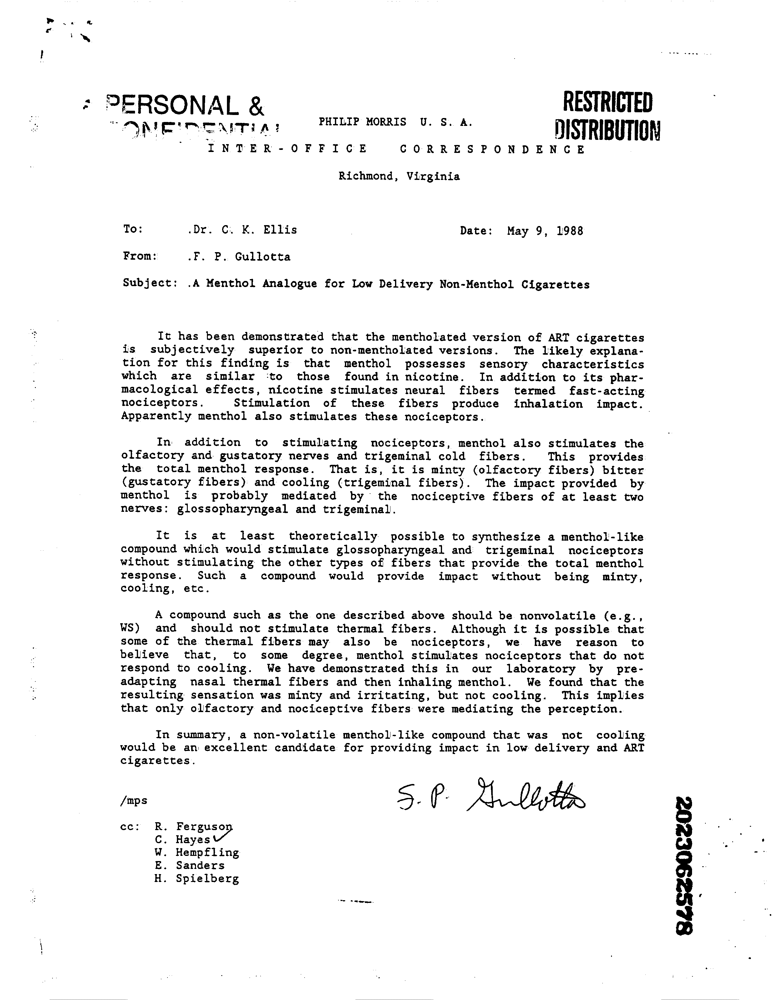 PERSONAL &
CONFIDENTIAL
RESTRICTED
DISTRIBUTION
PHILIP MORRIS U. S. A.
INTER-OFFICE CORRESPONDENCE
Richmond, Virginia
To: .Dr. C. K. Ellis Date: May 9, 1988
From: .F. P. Gullotta
Subject: .A Menthol Analogue for Low Delivery Non-Menthol Cigarettes
It has been demonstrated that the mentholated version of ART cigarettes
is subjectively superior to non-mentholated versions. The likely explana-
tion for this finding is that menthol possesses sensory characteristics
which are similar to those found in nicotine. In addition to its phar-
macological effects, nicotine stimulates neural fibers termed fast-acting
nociceptors. Stimulation of these fibers produce inhalation impact.
Apparently menthol also stimulates these nociceptors.
In addition to stimulating nociceptors, menthol also stimulates the
olfactory and gustatory nerves and trigeminal cold fibers. This provides
the total menthol response. That is, it is minty (olfactory fibers) bitter
(gustatory fibers) and cooling (trigeminal fibers). The impact provided by
menthol is probably mediated by the nociceptive fibers of at least two
nerves: glossopharyngeal and trigeminal.
It is at least theoretically possible to synthesize a menthol-like
compound which would stimulate glossopharyngeal and trigeminal nociceptors
without stimulating the other types of fibers that provide the total menthol
response. Such a compound would provide impact without being minty,
cooling, etc.
A compound such as the one described above should be nonvolatile (e.g.,
WS) and should not stimulate thermal fibers. Although it is possible that
some of the thermal fibers may also be nociceptors, we have reason to
believe that, to some degree, menthol stimulates nociceptors that do not
respond to cooling. We have demonstrated this in our laboratory by pre-
adapting nasal thermal fibers and then inhaling menthol. We found that the
resulting sensation was minty and irritating, but not cooling. This implies
that only olfactory and nociceptive fibers were mediating the perception.
In summary, a non-volatile menthol-like compound that was not cooling
would be an excellent candidate for providing impact in low delivery and ART
cigarettes.
F. P. Gullotta
/mps
cc: R. Ferguson
C. Hayes
W. Hempfling
E. Sanders
H. Spielberg
2023062578